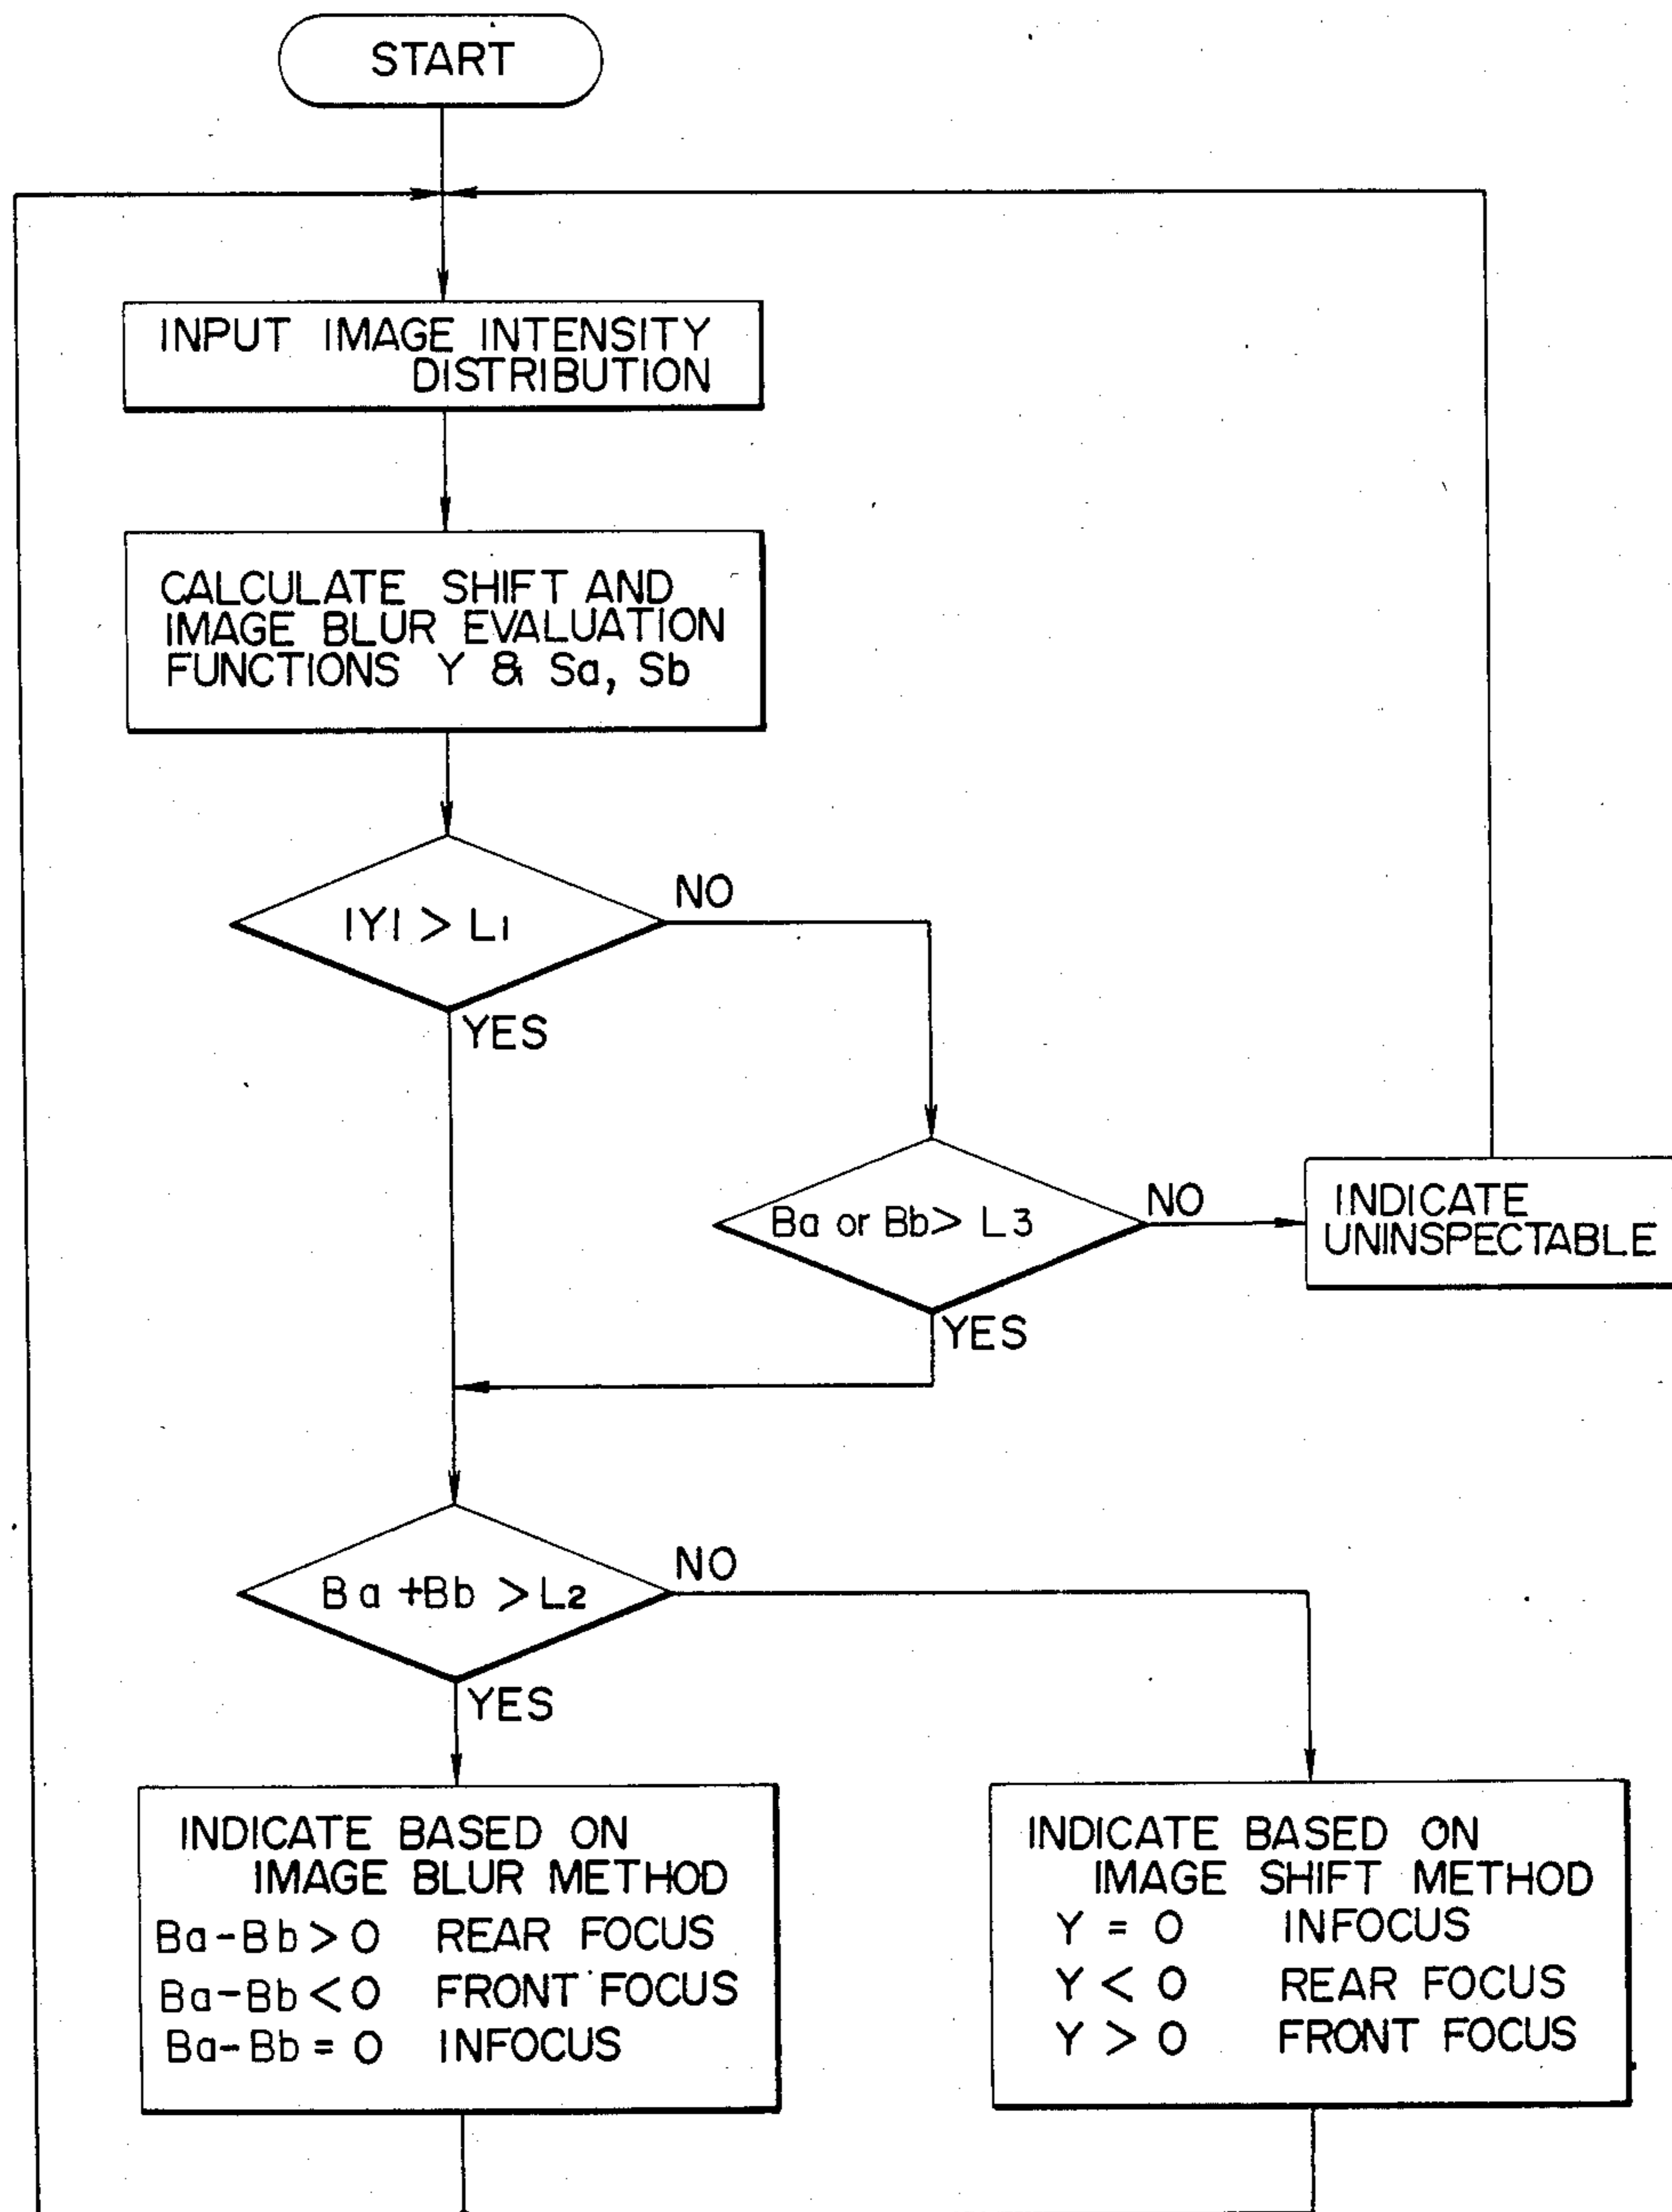 START
INPUT IMAGE INTENSITY
DISTRIBUTION
CALCULATE SHIFT AND
IMAGE BLUR EVALUATION
FUNCTIONS Y & Sa, Sb
|Y| > L1
NO
YES
Ba or Bb > L3
NO
INDICATE
UNINSPECTABLE
YES
Ba + Bb > L2
NO
YES
INDICATE BASED ON
IMAGE BLUR METHOD
Ba-Bb > 0 REAR FOCUS
Ba-Bb < 0 FRONT FOCUS
Ba-Bb = 0 INFOCUS
INDICATE BASED ON
IMAGE SHIFT METHOD
Y = 0 INFOCUS
Y < 0 REAR FOCUS
Y > 0 FRONT FOCUS